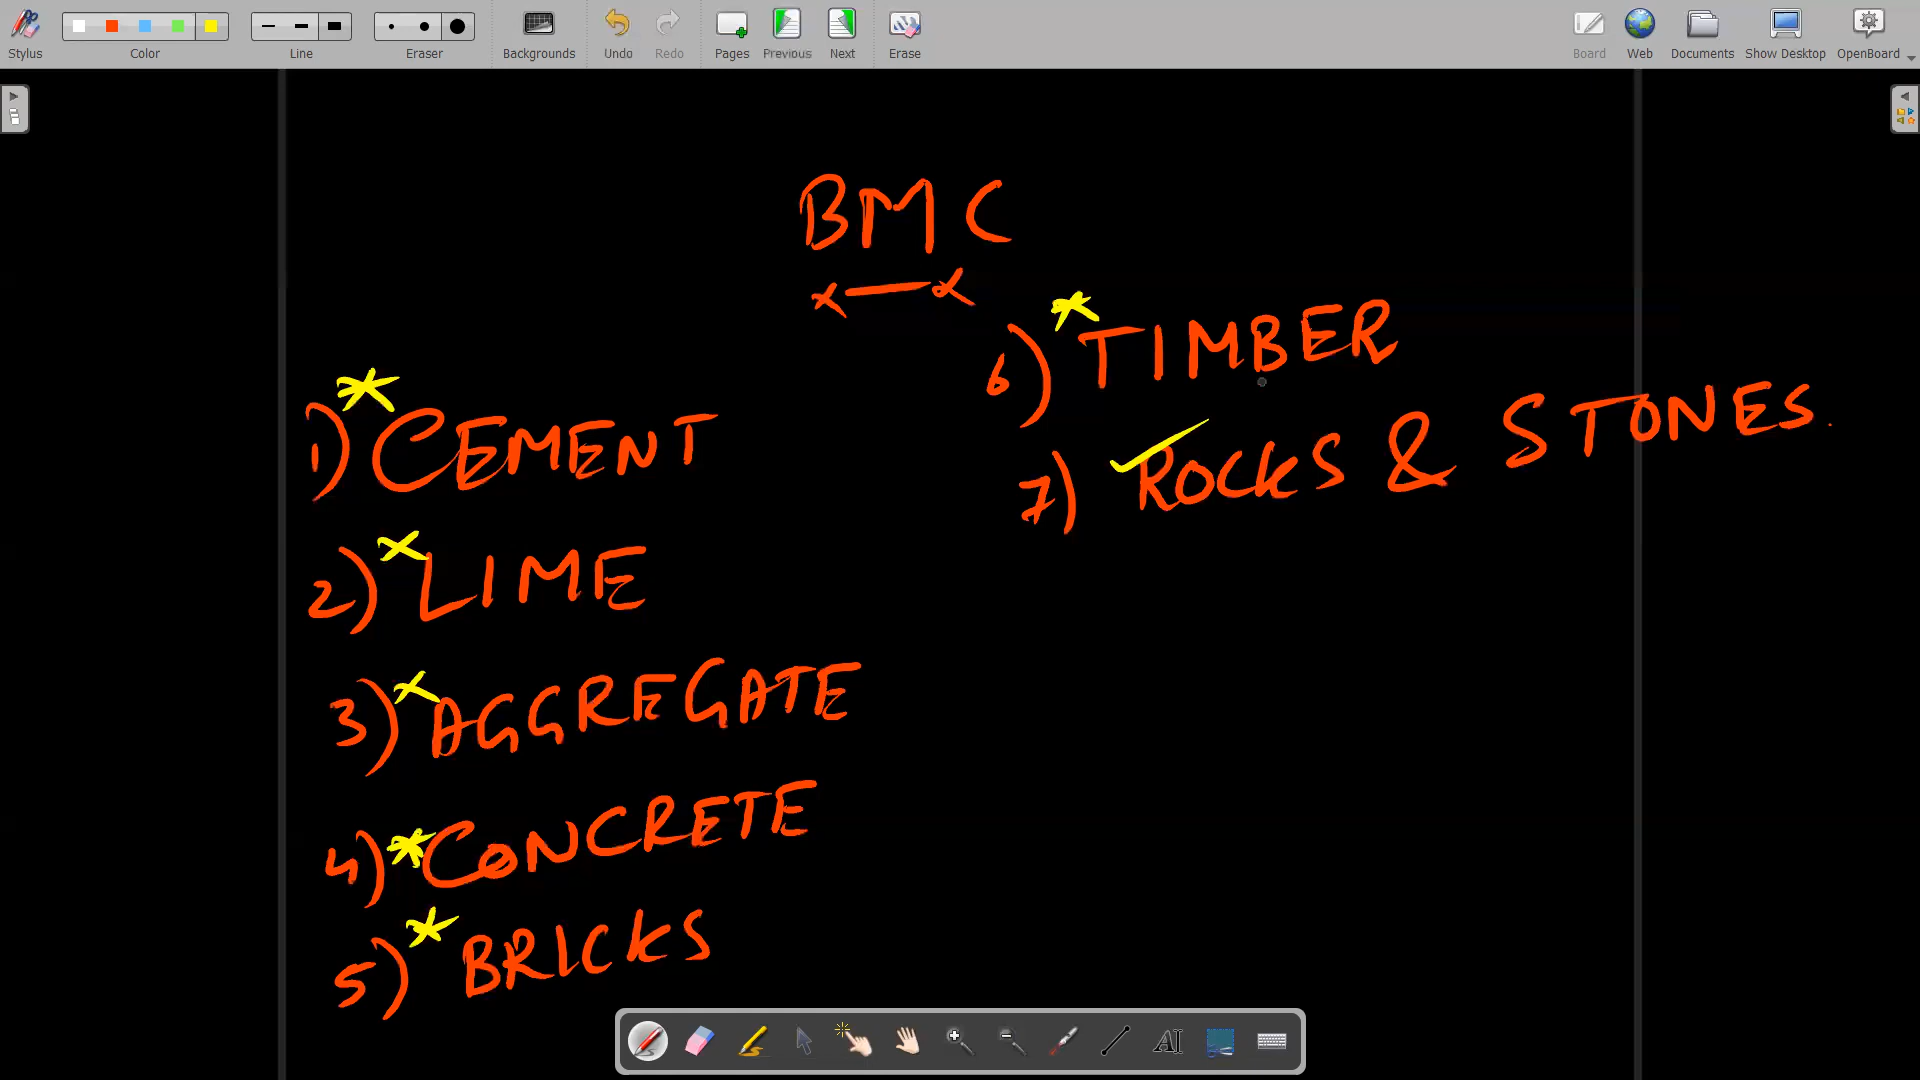 Stylus
Color
Line
Eraser
Backgrounds
Undo
Redo
Pages
Previous
Next
Erase
Board
Web
Documents
Show Desktop
OpenBoard
BMC
1) CEMENT
2) LIME
3) AGGREGATE
4) CONCRETE
5) BRICKS
6) TIMBER
7) ROCKS & STONES.